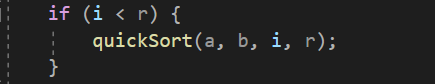 if (i < r) {
quickSort(a, b, i, r);
}